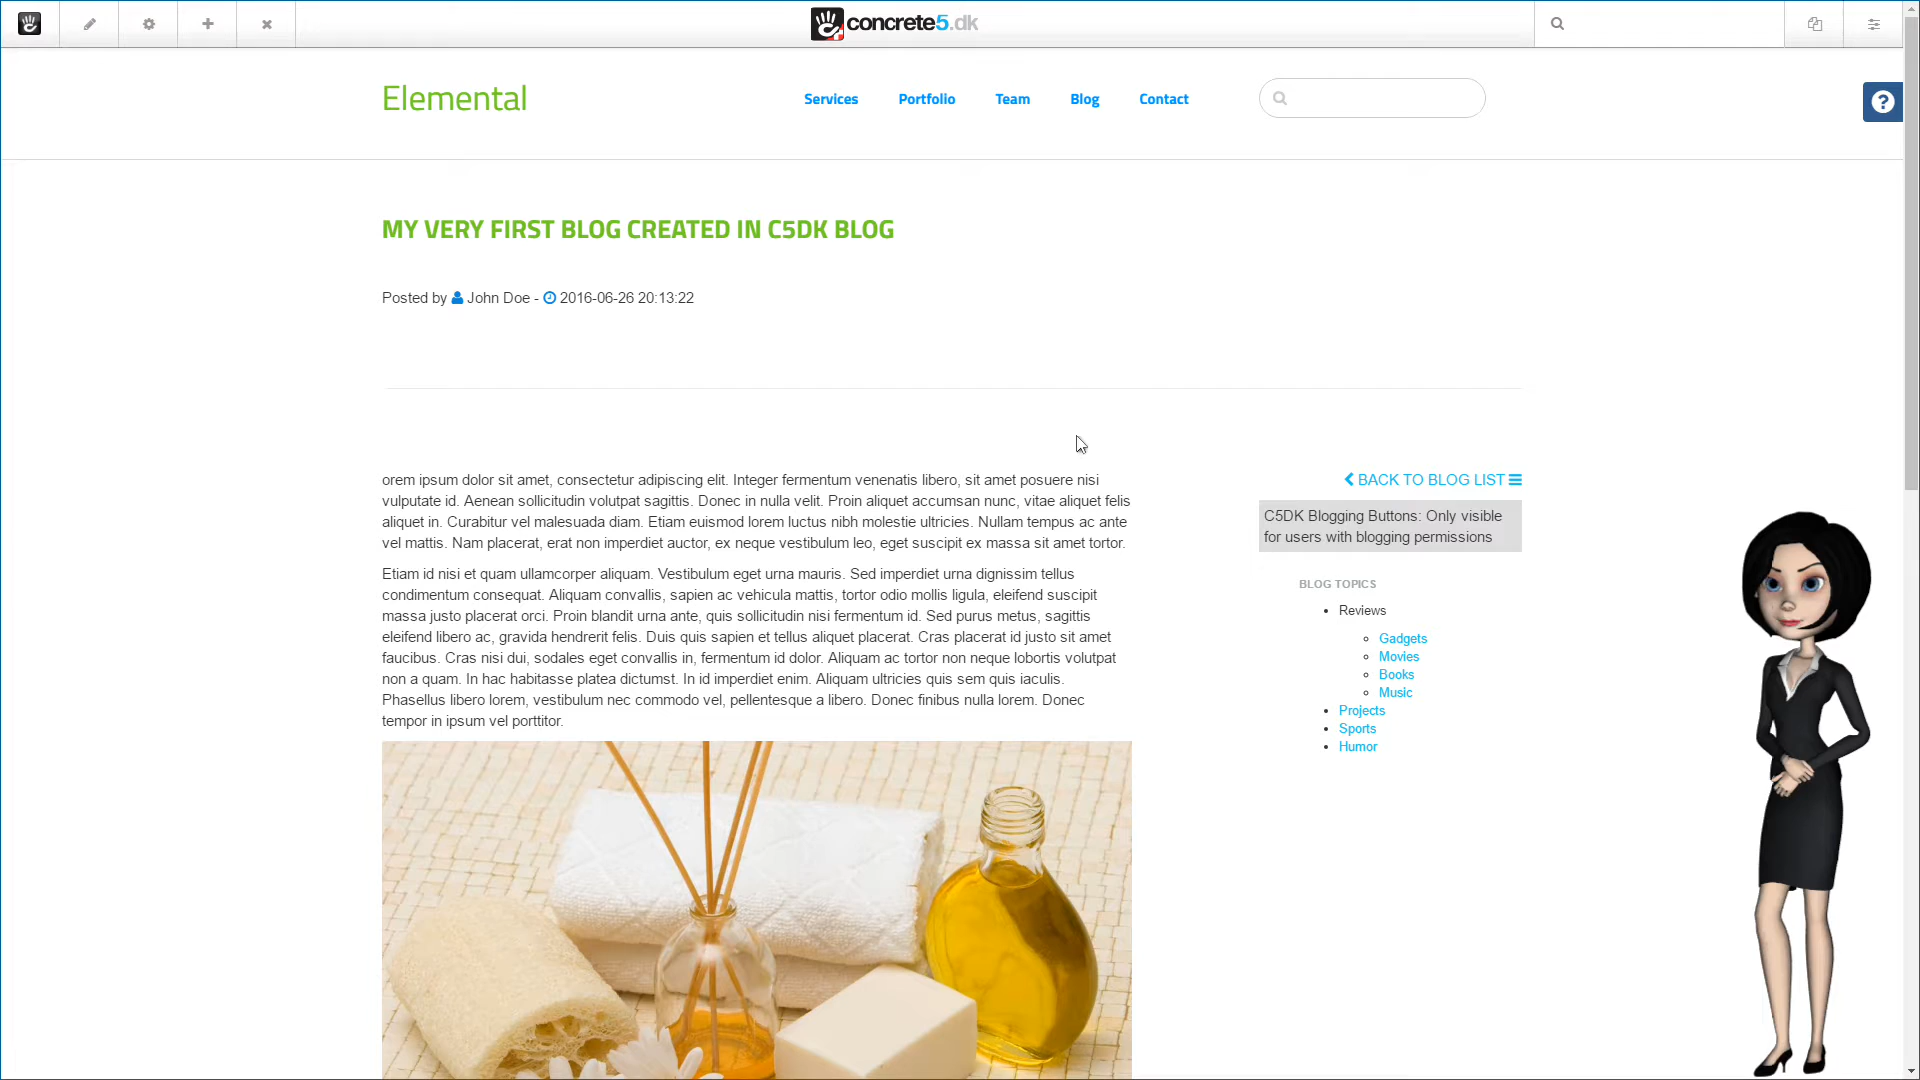 concrete5.dk
Elemental
Services
Portfolio
Team
Blog
Contact
MY VERY FIRST BLOG CREATED IN C5DK BLOG
Posted by John Doe - 2016-06-26 20:13:22
orem ipsum dolor sit amet, consectetur adipiscing elit. Integer fermentum venenatis libero, sit amet posuere nisi
vulputate id. Aenean sollicitudin volutpat sagittis. Donec in nulla velit. Proin aliquet accumsan nunc, vitae aliquet felis
aliquet in. Curabitur vel malesuada diam. Etiam euismod lorem luctus nibh molestie ultricies. Nullam tempus ac ante
vel mattis. Nam placerat, erat non imperdiet auctor, ex neque vestibulum leo, eget suscipit ex massa sit amet tortor.
Etiam id nisi et quam ullamcorper aliquam. Vestibulum eget urna mauris. Sed imperdiet urna dignissim tellus
condimentum consequat. Aliquam convallis, sapien ac vehicula mattis, tortor odio mollis ligula, eleifend suscipit
massa justo placerat orci. Proin blandit urna ante, quis sollicitudin nisi fermentum id. Sed purus metus, sagittis
eleifend libero ac, gravida hendrerit felis. Duis quis sapien et tellus aliquet placerat. Cras placerat id justo sit amet
faucibus. Cras nisi dui, sodales eget convallis in, fermentum id dolor. Aliquam ac tortor non neque lobortis volutpat
non a quam. In hac habitasse platea dictumst. In id imperdiet enim. Aliquam ultricies quis sem quis iaculis.
Phasellus libero lorem, vestibulum nec commodo vel, pellentesque a libero. Donec finibus nulla lorem. Donec
tempor in ipsum vel porttitor.
BACK TO BLOG LIST
C5DK Blogging Buttons: Only visible
for users with blogging permissions
BLOG TOPICS
Reviews
Gadgets
Movies
Books
Music
Projects
Sports
Humor